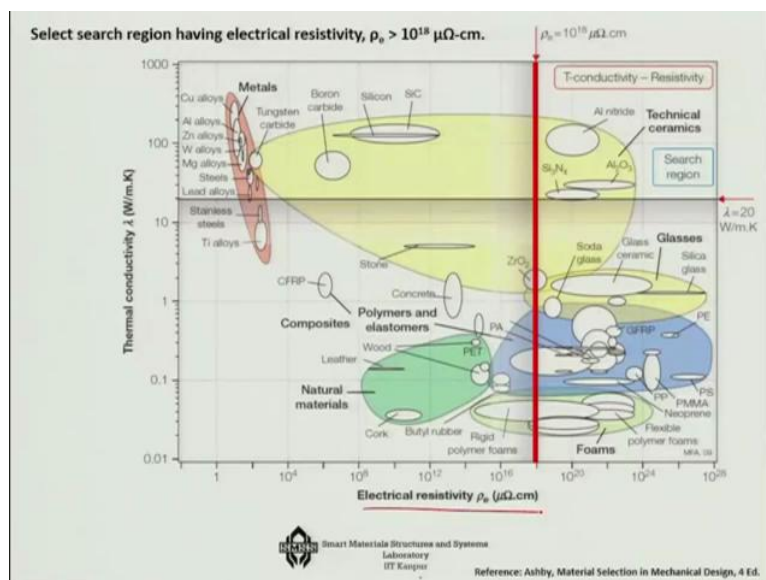 Select search region having electrical resistivity, ρe > 10¹⁸ μΩ-cm.
ρe=10¹⁸ μΩ.cm
1000
100
10
1
0.1
0.01
Thermal conductivity λ (W/m.K)
T-conductivity – Resistivity
Metals
Cu alloys
Al alloys
Zn alloys
W alloys
Mg alloys
Steels
Lead alloys
Stainless
steels
Ti alloys
Tungsten
carbide
Boron
carbide
Silicon
SiC
Al nitride
Technical
ceramics
Si₃N₄
Al₂O₃
Search
region
λ=20
W/m.K
Stone
ZrO₂
Soda
glass
Glass
ceramic
Glasses
Silica
glass
CFRP
Concrete
Composites
Polymers and
elastomers
PA
GFRP
PE
Wood
PET
Leather
Natural
materials
Cork
Butyl rubber
Rigid
polymer foams
Foams
Flexible
polymer foams
PP
PS
PMMA
Neoprene
MFA, 09
1
10⁴
10⁸
10¹²
10¹⁶
10²⁰
10²⁴
10²⁸
Electrical resistivity ρe (μΩ.cm)
Smart Materials Structures and Systems
Laboratory
IIT Kanpur
Reference: Ashby, Material Selection in Mechanical Design, 4 Ed.